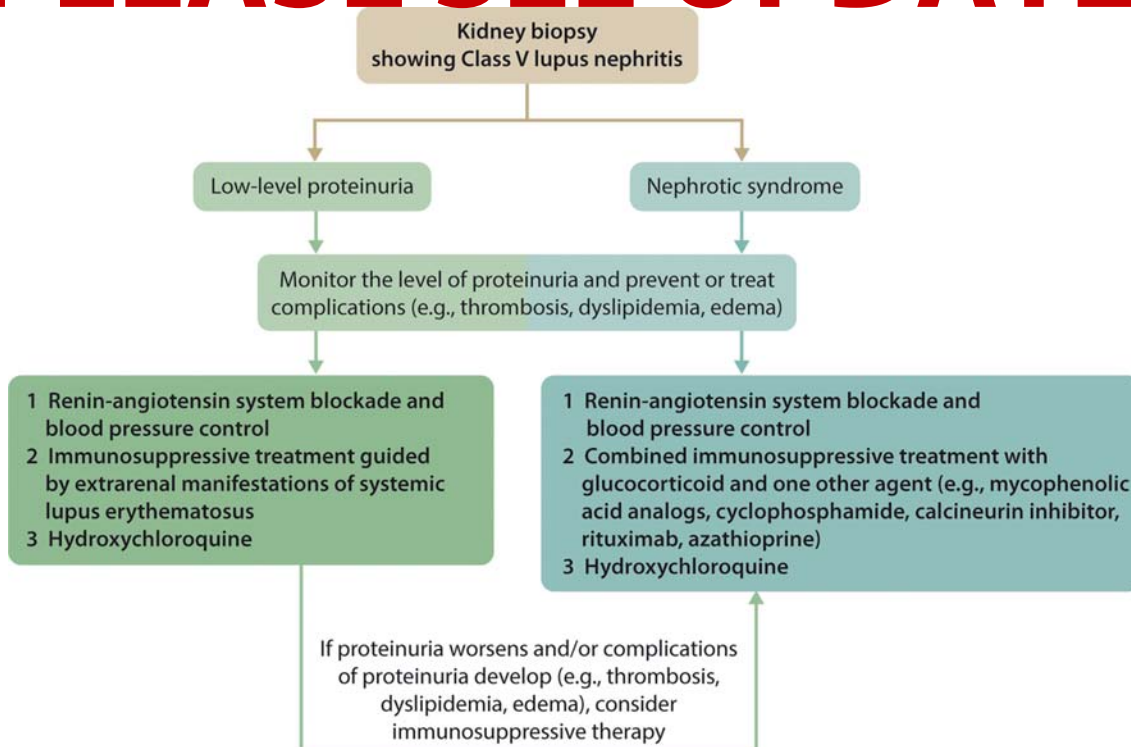 PLEASE SEE UPDATE
Kidney biopsy
showing Class V lupus nephritis
Low-level proteinuria
Nephrotic syndrome
Monitor the level of proteinuria and prevent or treat
complications (e.g., thrombosis, dyslipidemia, edema)
1 Renin-angiotensin system blockade and
blood pressure control
2 Immunosuppressive treatment guided
by extrarenal manifestations of systemic
lupus erythematosus
3 Hydroxychloroquine
1 Renin-angiotensin system blockade and
blood pressure control
2 Combined immunosuppressive treatment with
glucocorticoid and one other agent (e.g., mycophenolic
acid analogs, cyclophosphamide, calcineurin inhibitor,
rituximab, azathioprine)
3 Hydroxychloroquine
If proteinuria worsens and/or complications
of proteinuria develop (e.g., thrombosis,
dyslipidemia, edema), consider
immunosuppressive therapy